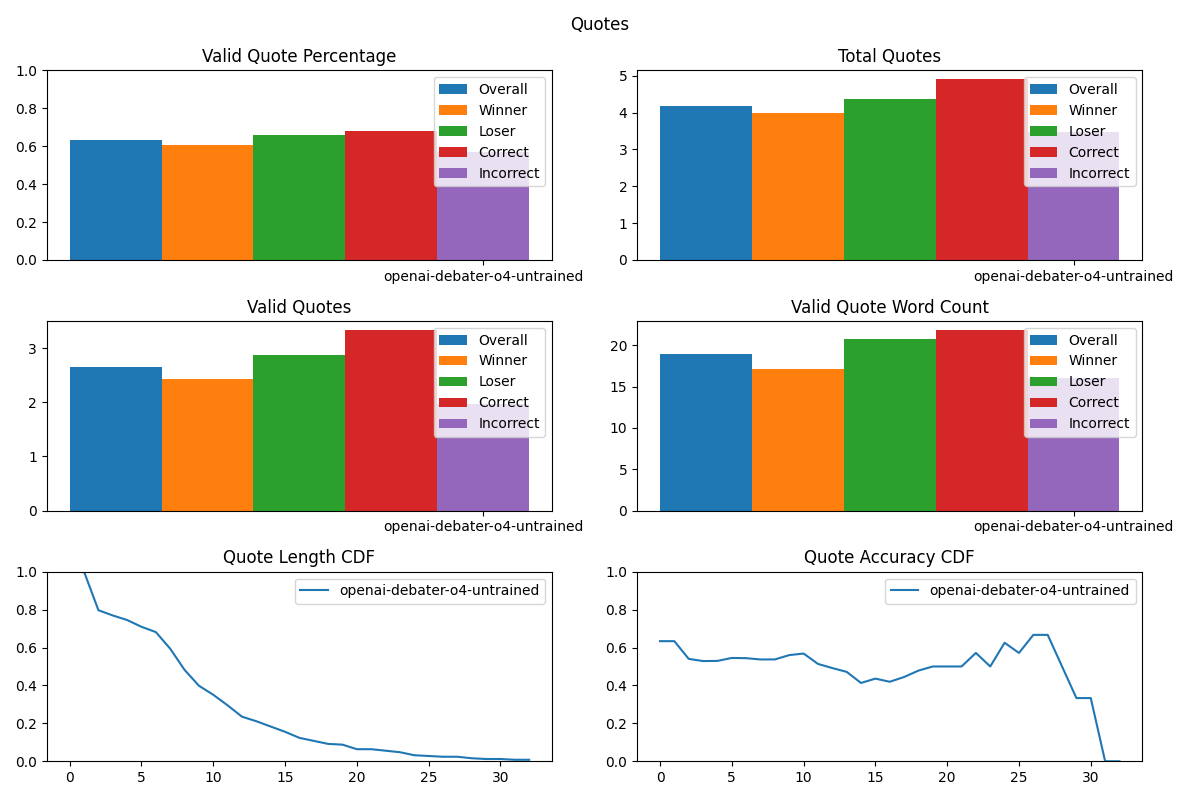 Quotes
Valid Quote Percentage
1.0
0.8
0.6
0.4
0.2
0.0
Overall
Winner
Loser
Correct
Incorrect
openai-debater-o4-untrained
Total Quotes
5
4
3
2
1
0
Overall
Winner
Loser
Correct
Incorrect
openai-debater-o4-untrained
Valid Quotes
3
2
1
0
Overall
Winner
Loser
Correct
Incorrect
openai-debater-o4-untrained
Valid Quote Word Count
20
15
10
5
0
Overall
Winner
Loser
Correct
Incorrect
openai-debater-o4-untrained
Quote Length CDF
1.0
0.8
0.6
0.4
0.2
0.0
openai-debater-o4-untrained
0 5 10 15 20 25 30
Quote Accuracy CDF
1.0
0.8
0.6
0.4
0.2
0.0
openai-debater-o4-untrained
0 5 10 15 20 25 30